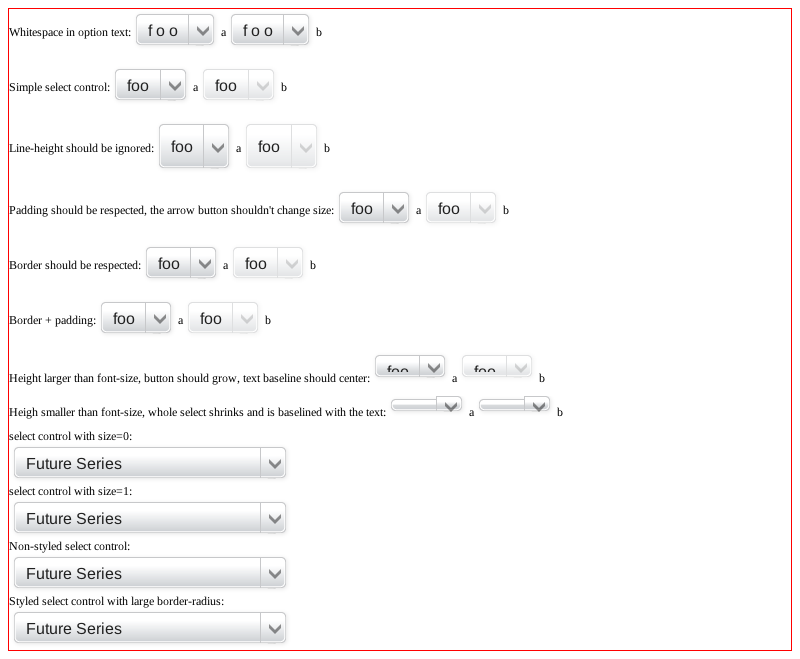 Whitespace in option text: f o o a f o o b
Simple select control: foo a foo b
Line-height should be ignored: foo a foo b
Padding should be respected, the arrow button shouldn't change size: foo a foo b
Border should be respected: foo a foo b
Border + padding: foo a foo b
Height larger than font-size, button should grow, text baseline should center: foo a foo b
Heigh smaller than font-size, whole select shrinks and is baselined with the text: a b
select control with size=0:
Future Series
select control with size=1:
Future Series
Non-styled select control:
Future Series
Styled select control with large border-radius:
Future Series